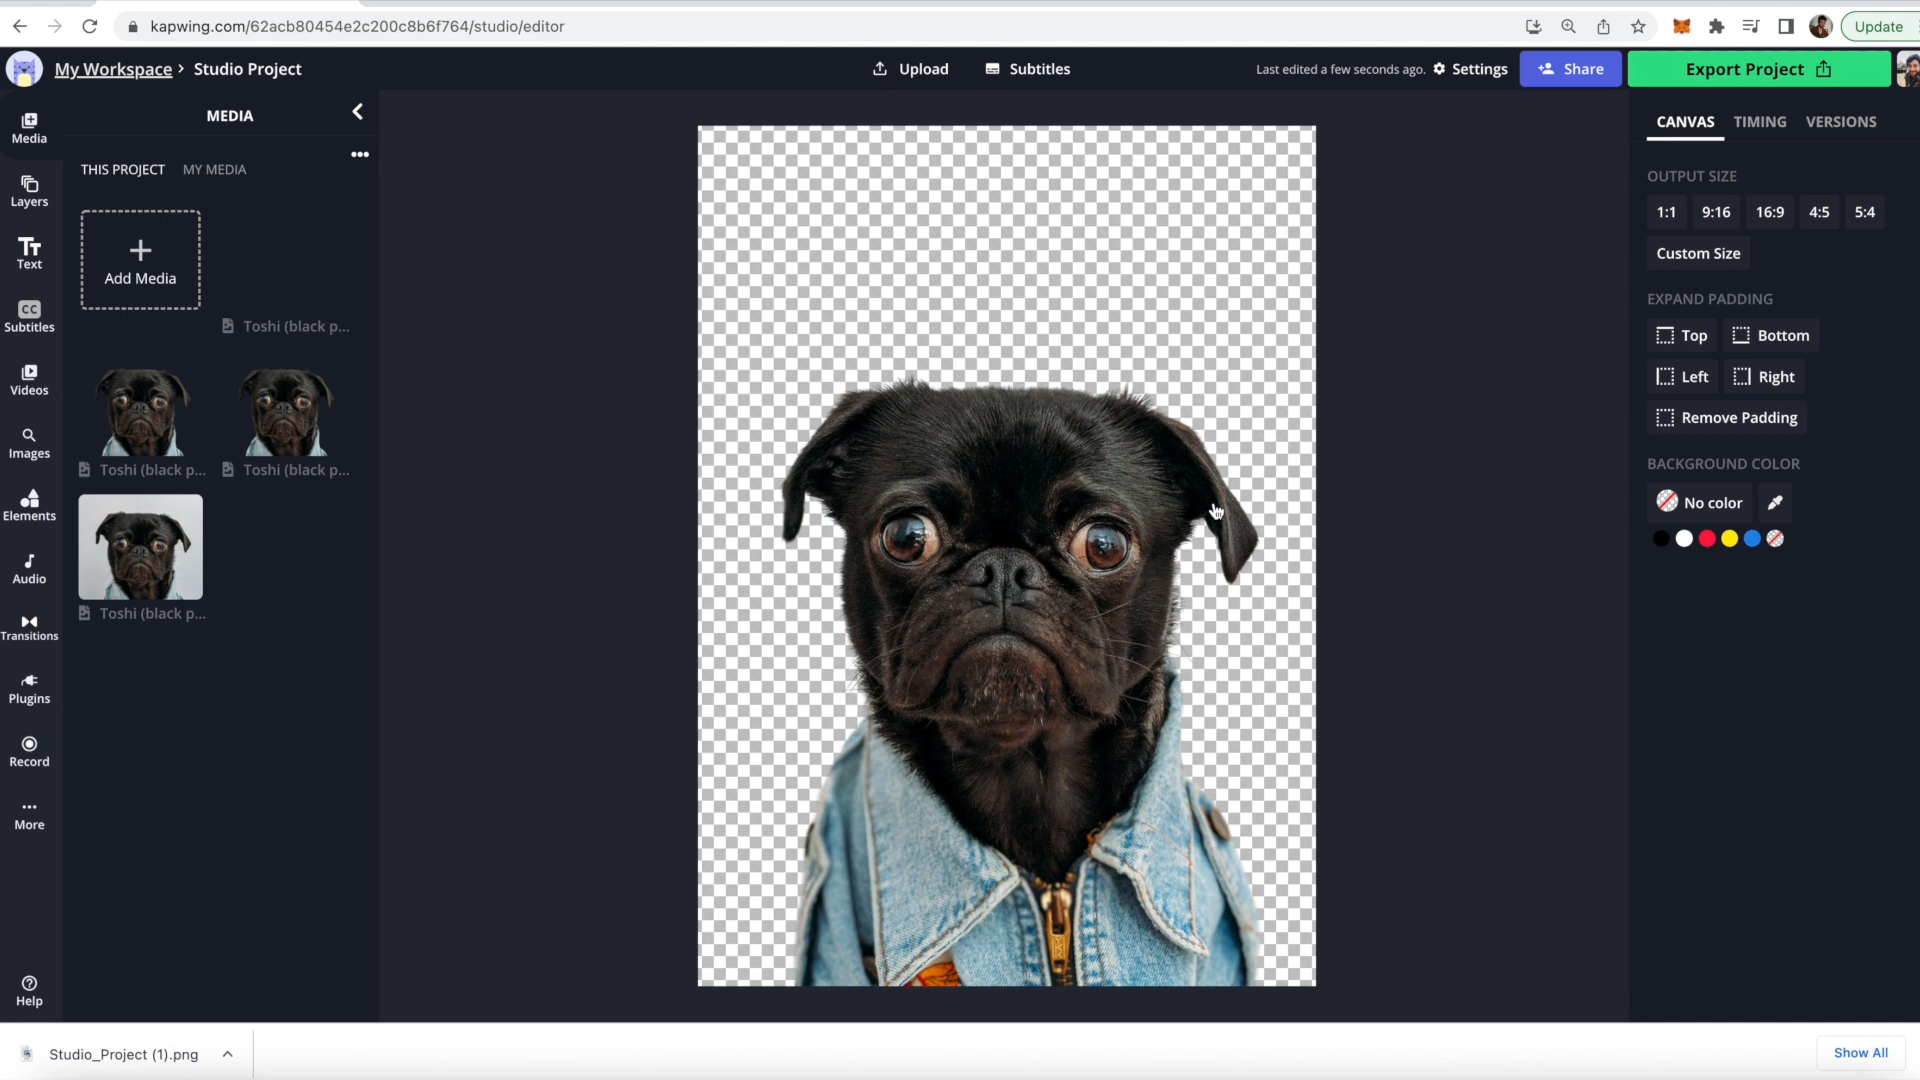 kapwing.com/62acb80454e2c200c8b6f764/studio/editor
Update
My Workspace › Studio Project
Upload
Subtitles
Last edited a few seconds ago.
Settings
Share
Export Project
Media
Layers
Text
Subtitles
Videos
Images
Elements
Audio
Transitions
Plugins
Record
More
Help
MEDIA
THIS PROJECT
MY MEDIA
Add Media
Toshi (black p...
Toshi (black p...
Toshi (black p...
Toshi (black p...
CANVAS
TIMING
VERSIONS
OUTPUT SIZE
1:1
9:16
16:9
4:5
5:4
Custom Size
EXPAND PADDING
Top
Bottom
Left
Right
Remove Padding
BACKGROUND COLOR
No color
Studio_Project (1).png
Show All